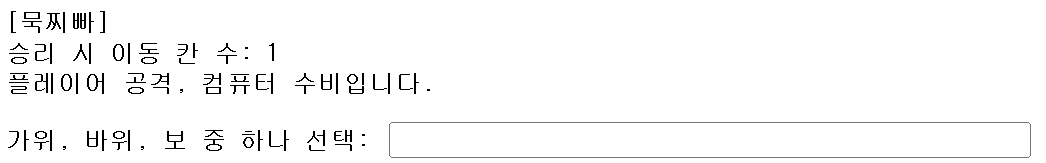 [묵찌빠]
승리 시 이동 칸 수: 1
플레이어 공격, 컴퓨터 수비입니다.
가위, 바위, 보 중 하나 선택: